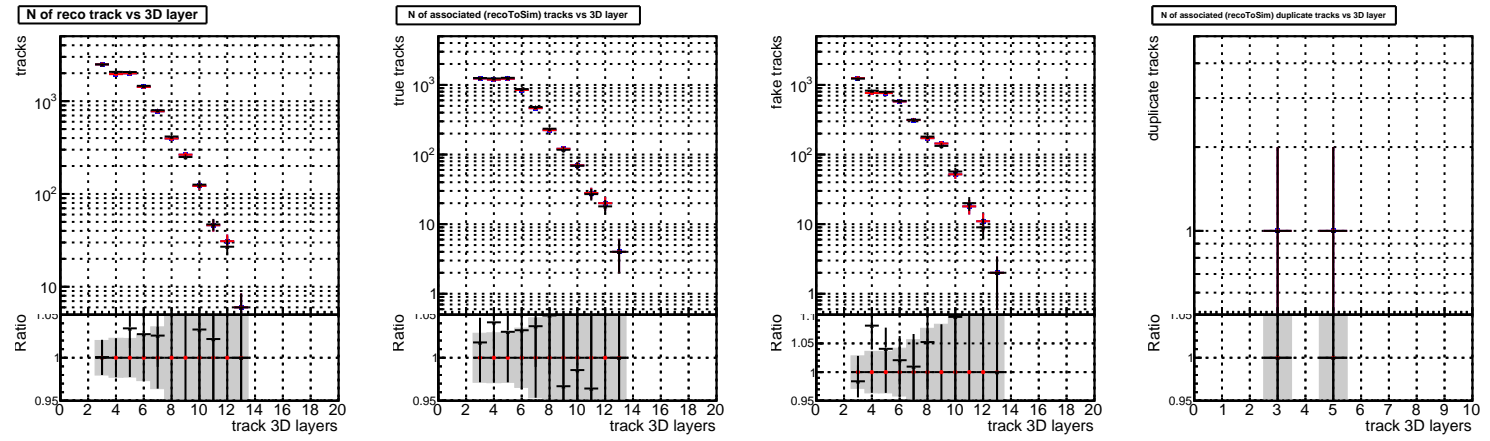 N of reco track vs 3D layer
tracks
10³
10²
10
1.05
Ratio
1
0.95
0 2 4 6 8 10 12 14 16 18 20
track 3D layers
N of associated (recoToSim) tracks vs 3D layer
true tracks
10³
10²
10
1
1.05
Ratio
1
0.95
0 2 4 6 8 10 12 14 16 18 20
track 3D layers
fake tracks
10³
10²
10
1
1.1
Ratio
1.05
1
0.95
0 2 4 6 8 10 12 14 16 18 20
track 3D layers
N of associated (recoToSim) duplicate tracks vs 3D layer
duplicate tracks
1
1.05
Ratio
1
0.95
0 1 2 3 4 5 6 7 8 9 10
track 3D layers